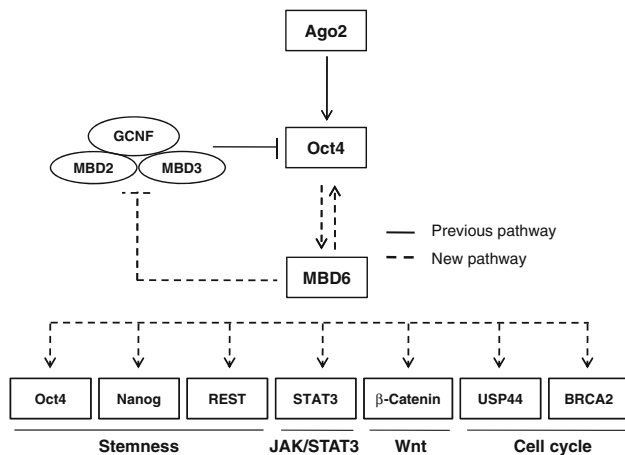 Ago2
GCNF
MBD2
MBD3
Oct4
Previous pathway
New pathway
MBD6
Oct4
Nanog
REST
STAT3
β-Catenin
USP44
BRCA2
Stemness
JAK/STAT3
Wnt
Cell cycle